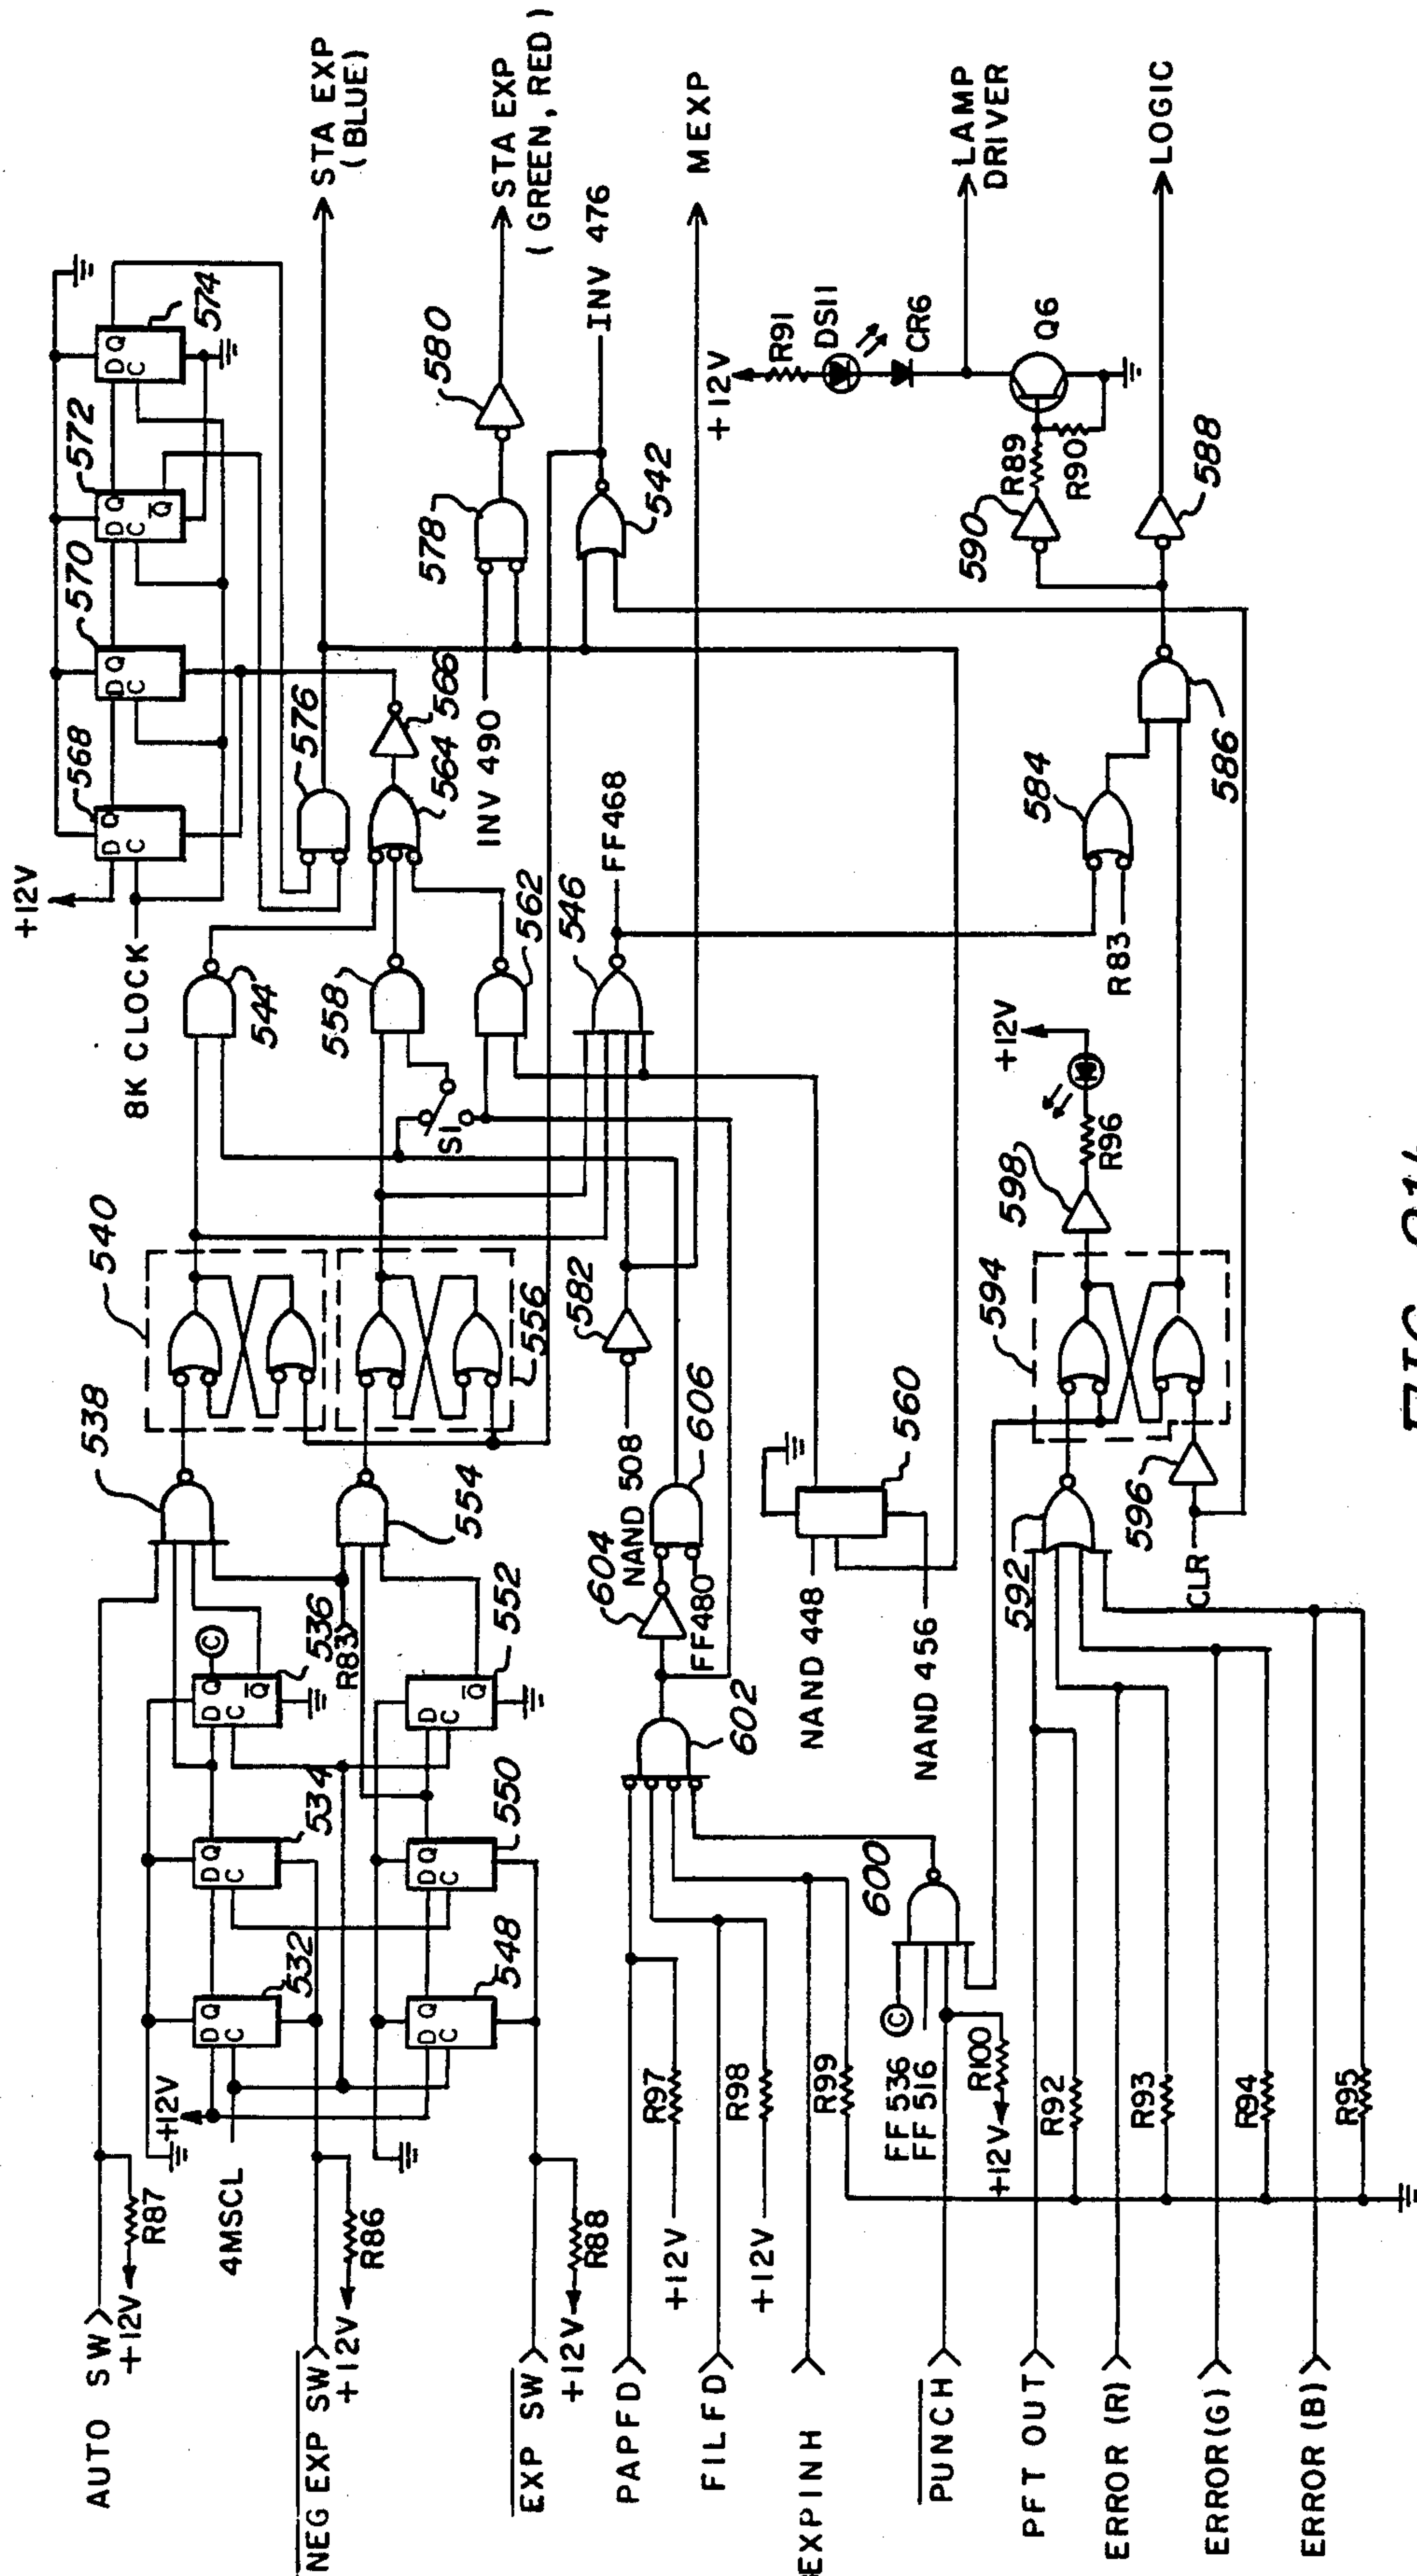 AUTO SW
+12V
R87
4MSCL
+12V
NEG EXP SW
+12V
R86
EXP SW
+12V
R88
D Q
C
532
D Q
C
534
D Q
C
Q
536
©
R83
D Q
C
548
D Q
C
550
D
C
Q
552
538
554
540
556
8K CLOCK
+12V
D Q
C
568
D Q
C
570
D Q
C
Q
572
D Q
C
574
544
558
S1
562
576
564
566
STA EXP
(BLUE)
INV 490
578
580
STA EXP
(GREEN, RED)
546
FF468
542
INV 476
MEXP
PAPFD
R97
+12V
FILFD
R98
+12V
EXPINH
R99
602
604
NAND 508
582
FF480
606
NAND 448
560
NAND 456
PUNCH
©
FF 536
FF 516
R100
+12V
600
PFT OUT
R92
ERROR (R)
R93
ERROR(G)
R94
ERROR (B)
R95
592
CLR
596
594
598
R96
+12V
R83
584
586
590
588
R89
R90
+12V
R91
DS11
CR6
Q6
LAMP
DRIVER
LOGIC